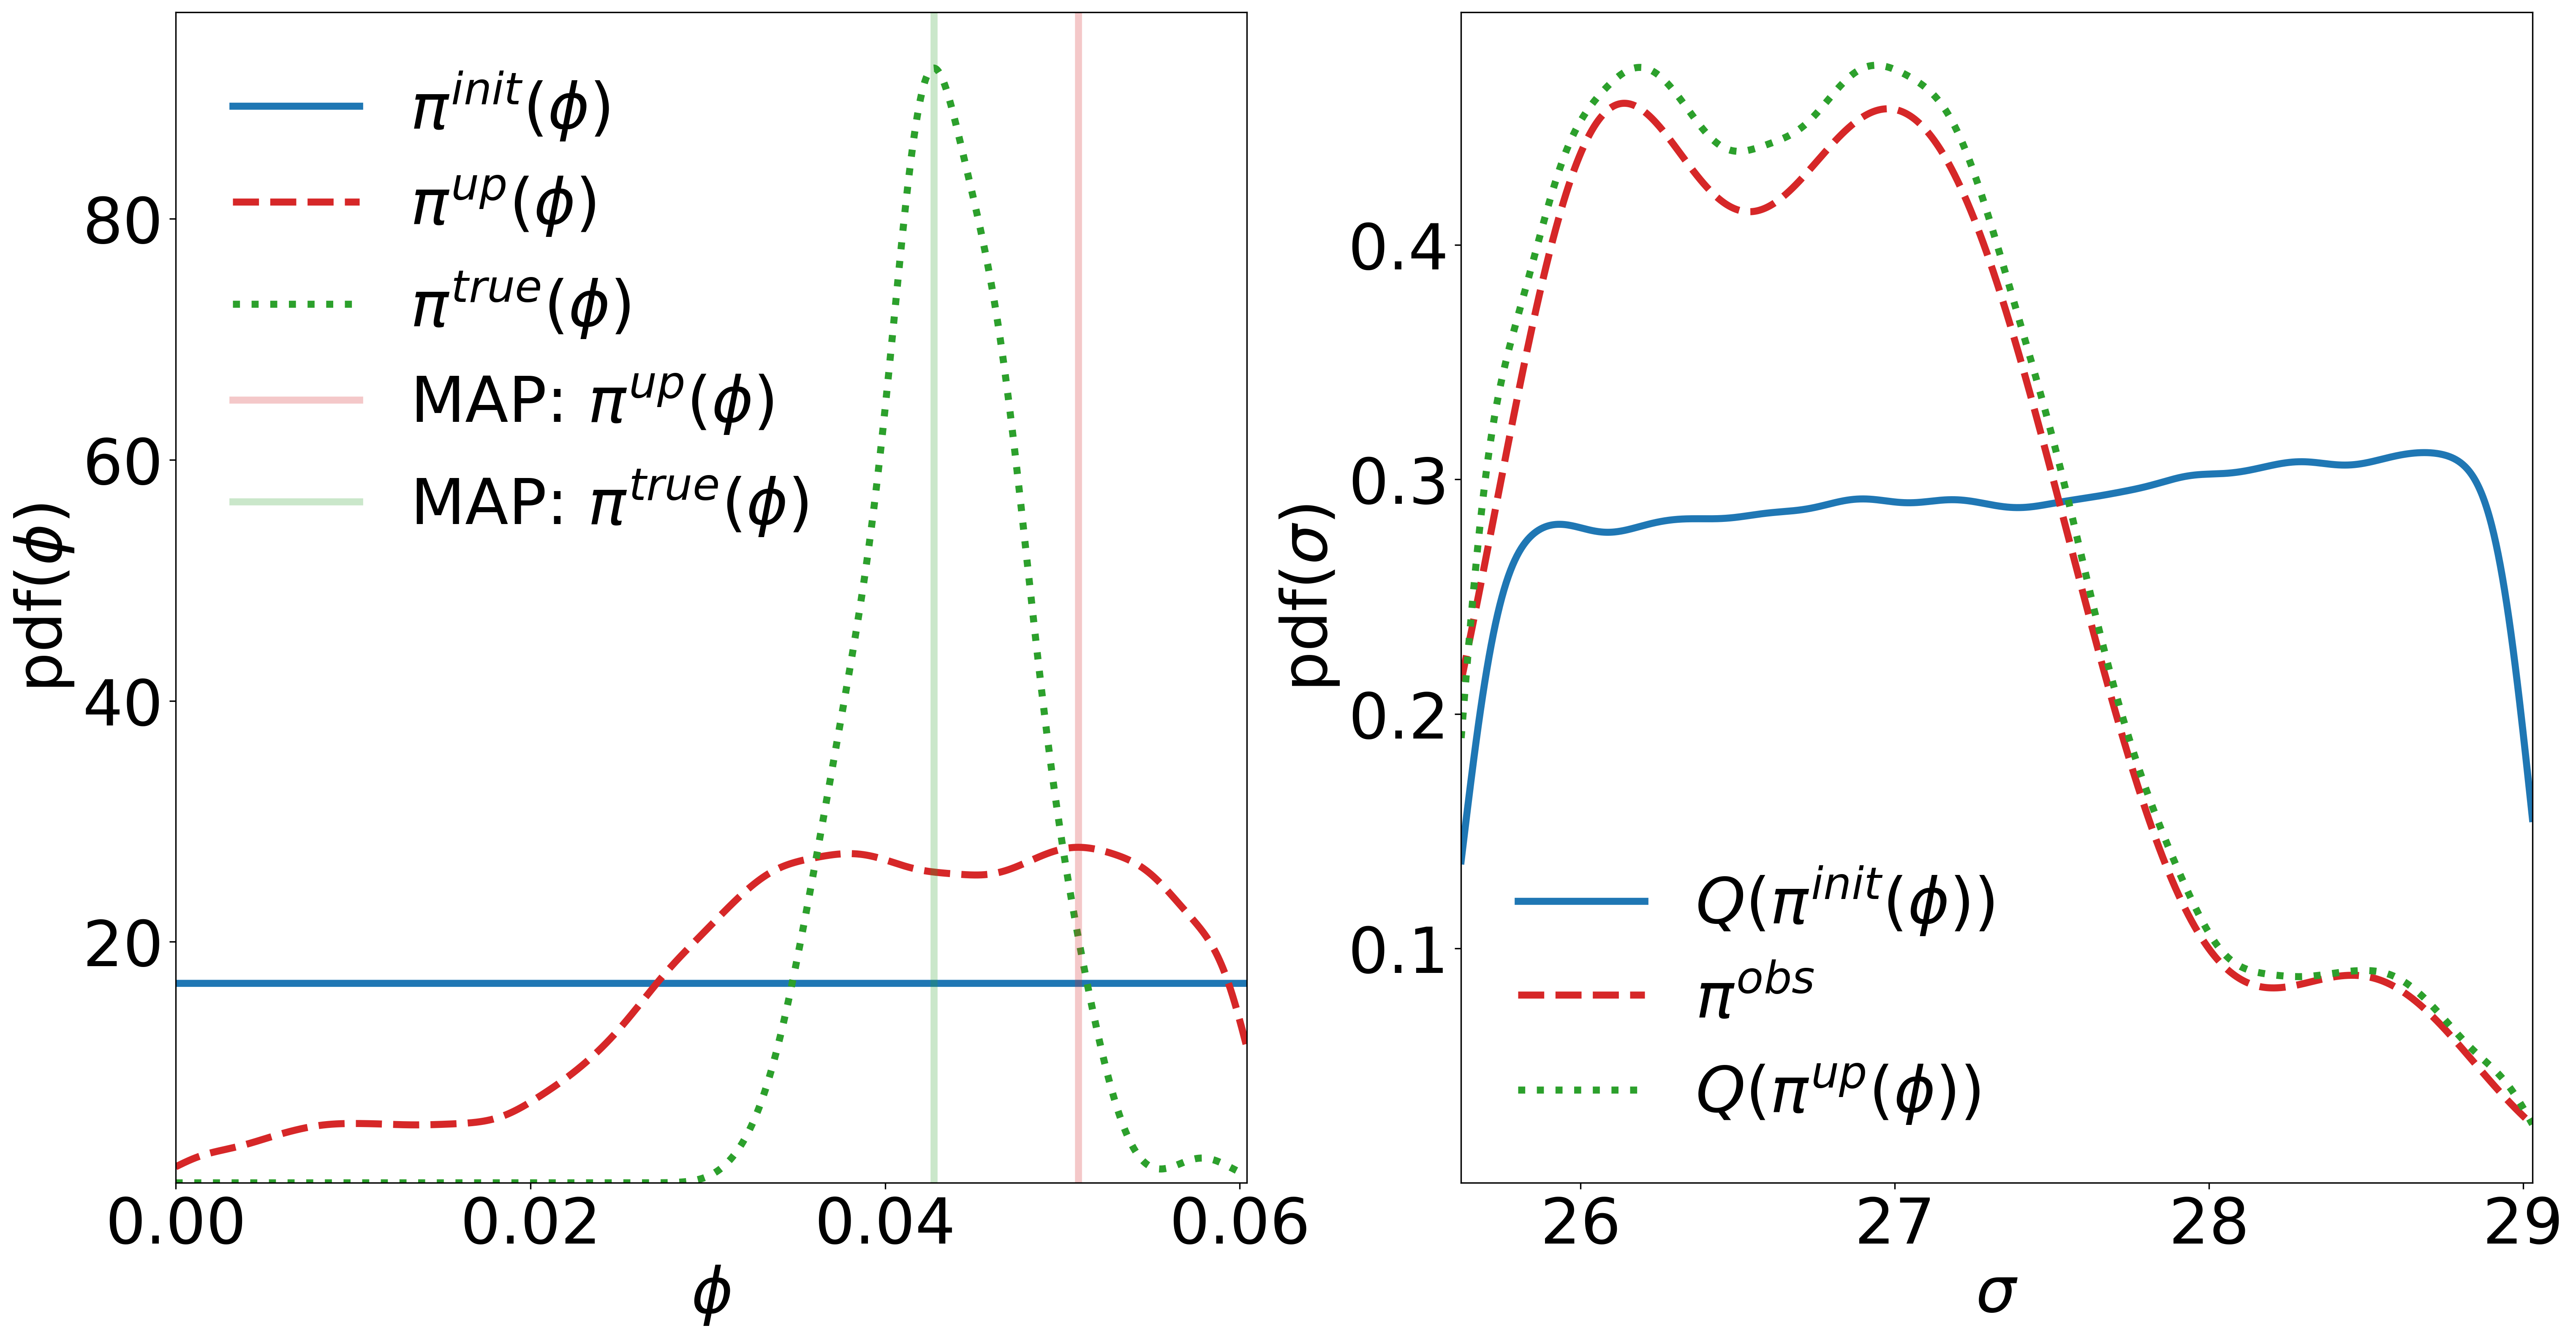 pdf(ϕ)
80
60
40
20
0.00 0.02 0.04 0.06
ϕ
π^{init}(ϕ)
π^{up}(ϕ)
π^{true}(ϕ)
MAP: π^{up}(ϕ)
MAP: π^{true}(ϕ)
pdf(σ)
0.4
0.3
0.2
0.1
26 27 28 29
σ
Q(π^{init}(ϕ))
π^{obs}
Q(π^{up}(ϕ))